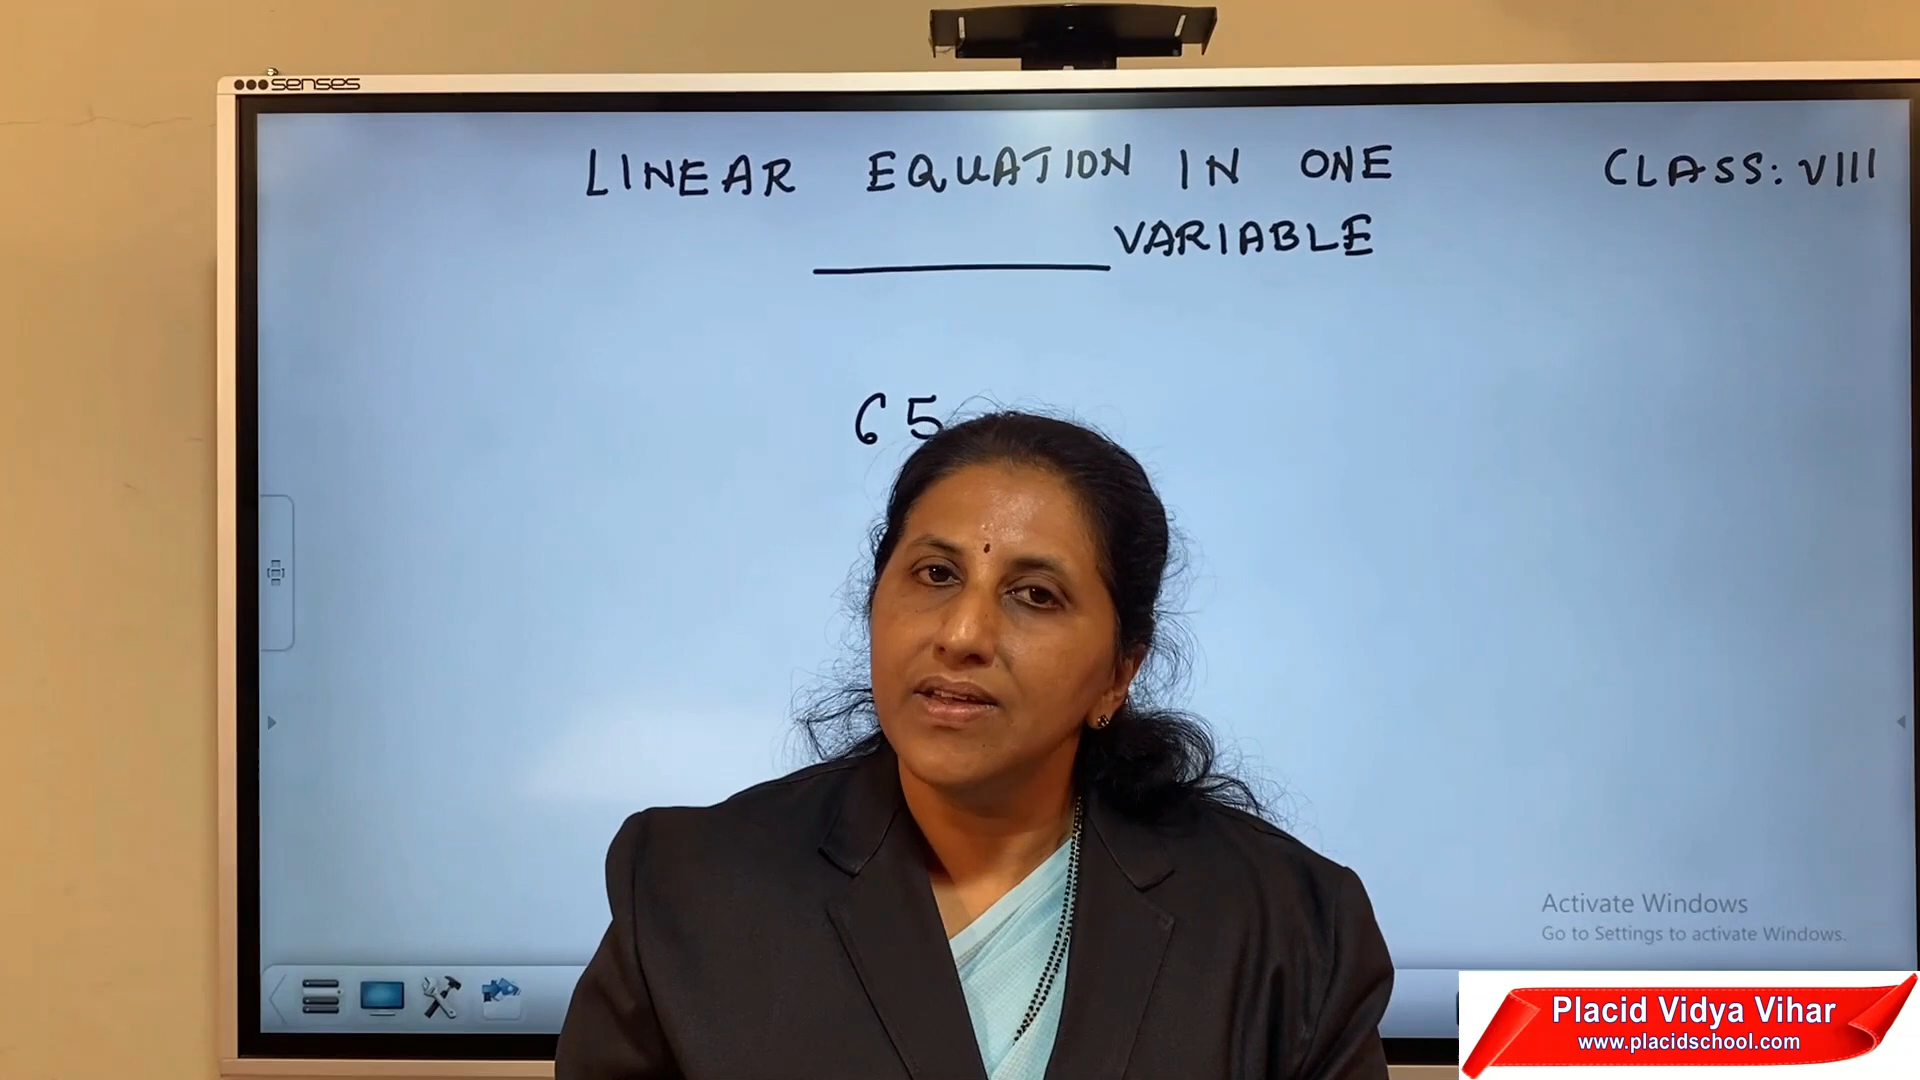 senses
LINEAR EQUATION IN ONE CLASS: VIII
VARIABLE
65
Activate Windows
Go to Settings to activate Windows.
Placid Vidya Vihar
www.placidschool.com